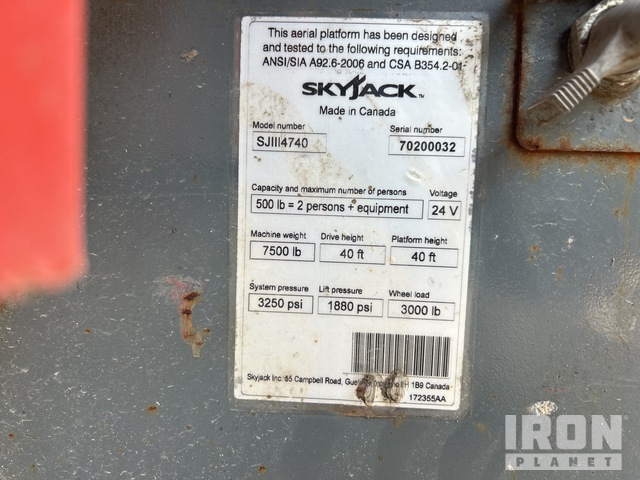 This aerial platform has been designed
and tested to the following requirements:
ANSI/SIA A92.6-2006 and CSA B354.2-01
SKYJACK™
Made in Canada
Model number Serial number
SJIII4740 70200032
Capacity and maximum number of persons Voltage
500 lb = 2 persons + equipment 24 V
Machine weight Drive height Platform height
7500 lb 40 ft 40 ft
System pressure Lift pressure Wheel load
3250 psi 1880 psi 3000 lb
Skyjack Inc. 55 Campbell Road, 1B9 Canada
172355AA
IRON
PLANET